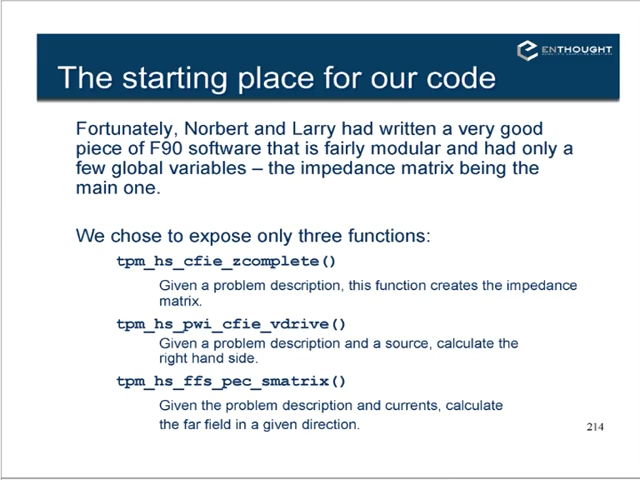 ENTHOUGHT
The starting place for our code
Fortunately, Norbert and Larry had written a very good
piece of F90 software that is fairly modular and had only a
few global variables – the impedance matrix being the
main one.
We chose to expose only three functions:
tpm_hs_cfie_zcomplete()
Given a problem description, this function creates the impedance
matrix.
tpm_hs_pwi_cfie_vdrive()
Given a problem description and a source, calculate the
right hand side.
tpm_hs_ffs_pec_smatrix()
Given the problem description and currents, calculate
the far field in a given direction.
214